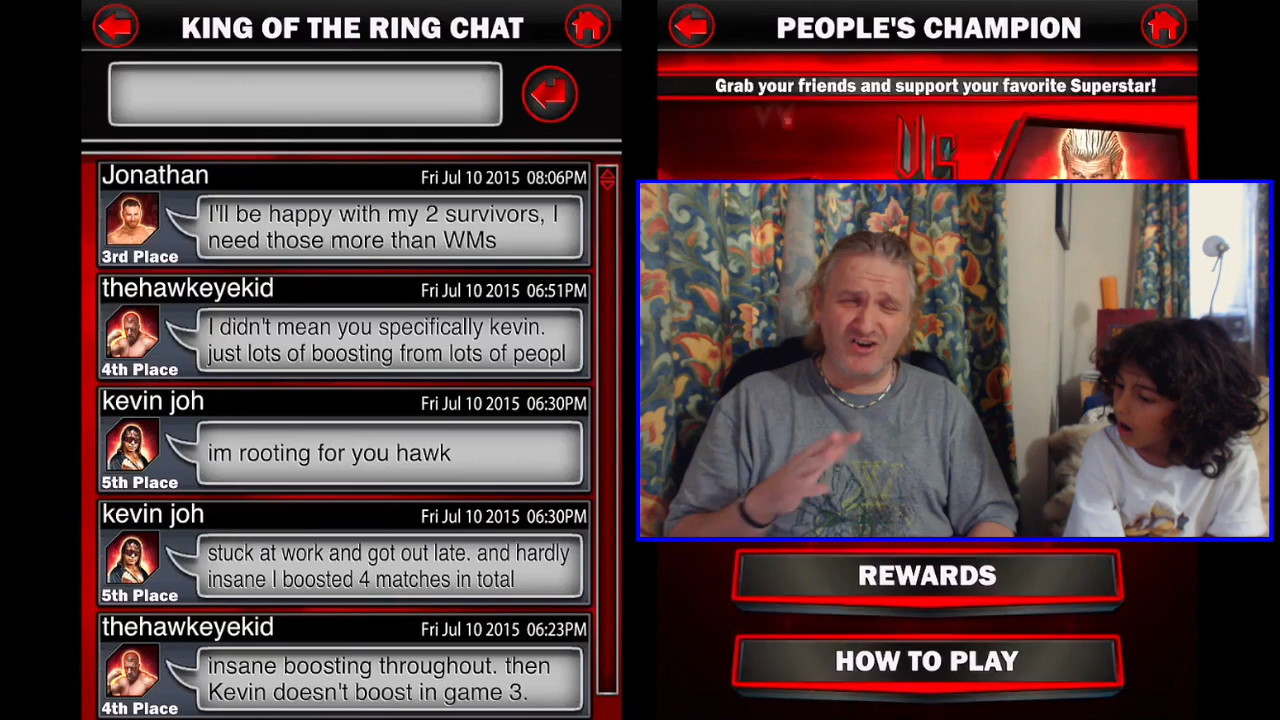 KING OF THE RING CHAT
Jonathan
Fri Jul 10 2015 08:06PM
I'll be happy with my 2 survivors, I
need those more than WMs
3rd Place
thehawkeyekid
Fri Jul 10 2015 06:51PM
I didn't mean you specifically kevin.
just lots of boosting from lots of peopl
4th Place
kevin joh
Fri Jul 10 2015 06:30PM
im rooting for you hawk
5th Place
kevin joh
Fri Jul 10 2015 06:30PM
stuck at work and got out late. and hardly
insane I boosted 4 matches in total
5th Place
thehawkeyekid
Fri Jul 10 2015 06:23PM
insane boosting throughout. then
Kevin doesn't boost in game 3.
4th Place
PEOPLE'S CHAMPION
Grab your friends and support your favorite Superstar!
VS
REWARDS
HOW TO PLAY